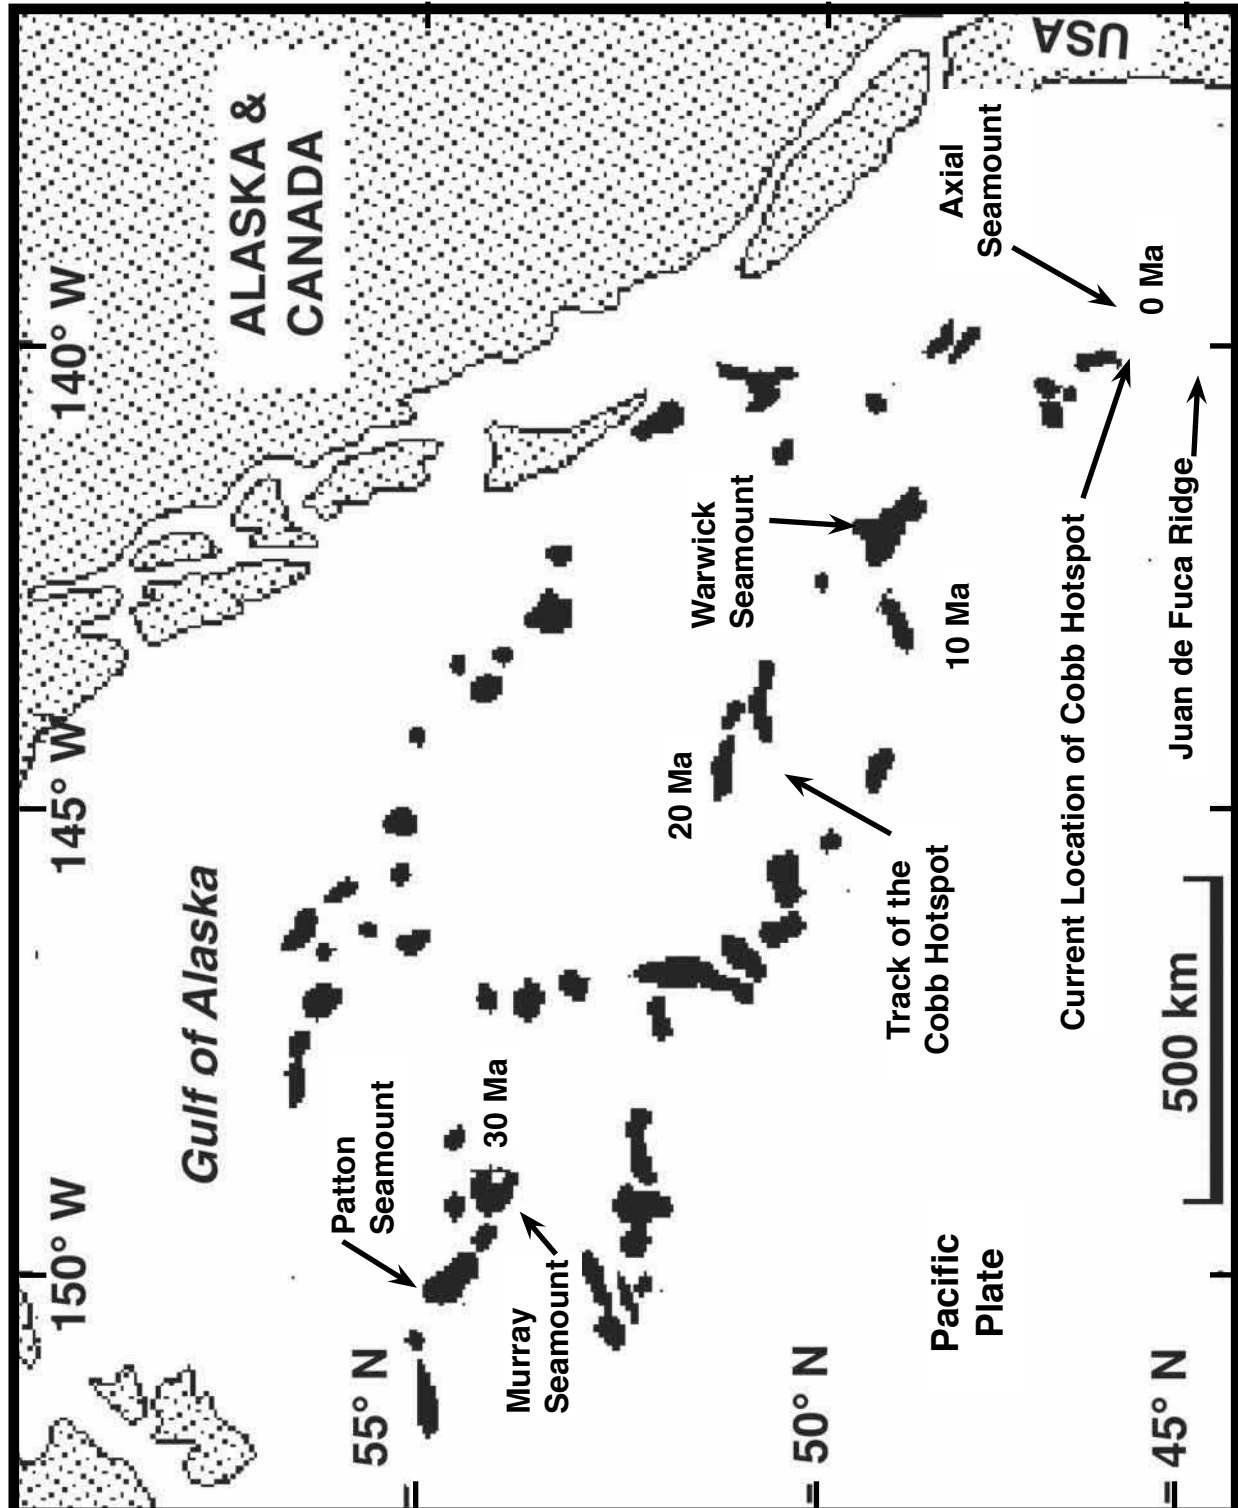 150° W
145° W
140° W
ALASKA &
CANADA
USA
Gulf of Alaska
55° N
Patton
Seamount
Murray
Seamount
30 Ma
20 Ma
Warwick
Seamount
10 Ma
Axial
Seamount
0 Ma
50° N
Pacific
Plate
Track of the
Cobb Hotspot
Current Location of Cobb Hotspot
Juan de Fuca Ridge
45° N
500 km